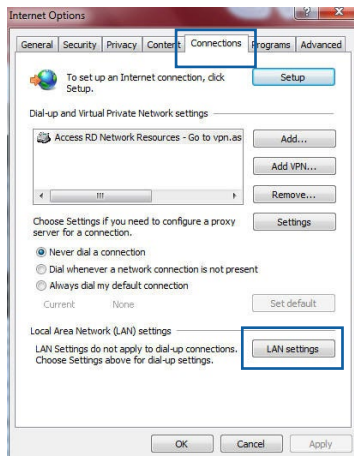 Internet Options
General Security Privacy Content Connections Programs Advanced
To set up an Internet connection, click
Setup.
Setup
Dial-up and Virtual Private Network settings
Access RD Network Resources - Go to vpn.as
Add...
Add VPN...
Remove...
Choose Settings if you need to configure a proxy
server for a connection.
Settings
Never dial a connection
Dial whenever a network connection is not present
Always dial my default connection
Current None
Set default
Local Area Network (LAN) settings
LAN Settings do not apply to dial-up connections.
Choose Settings above for dial-up settings.
LAN settings
OK Cancel Apply